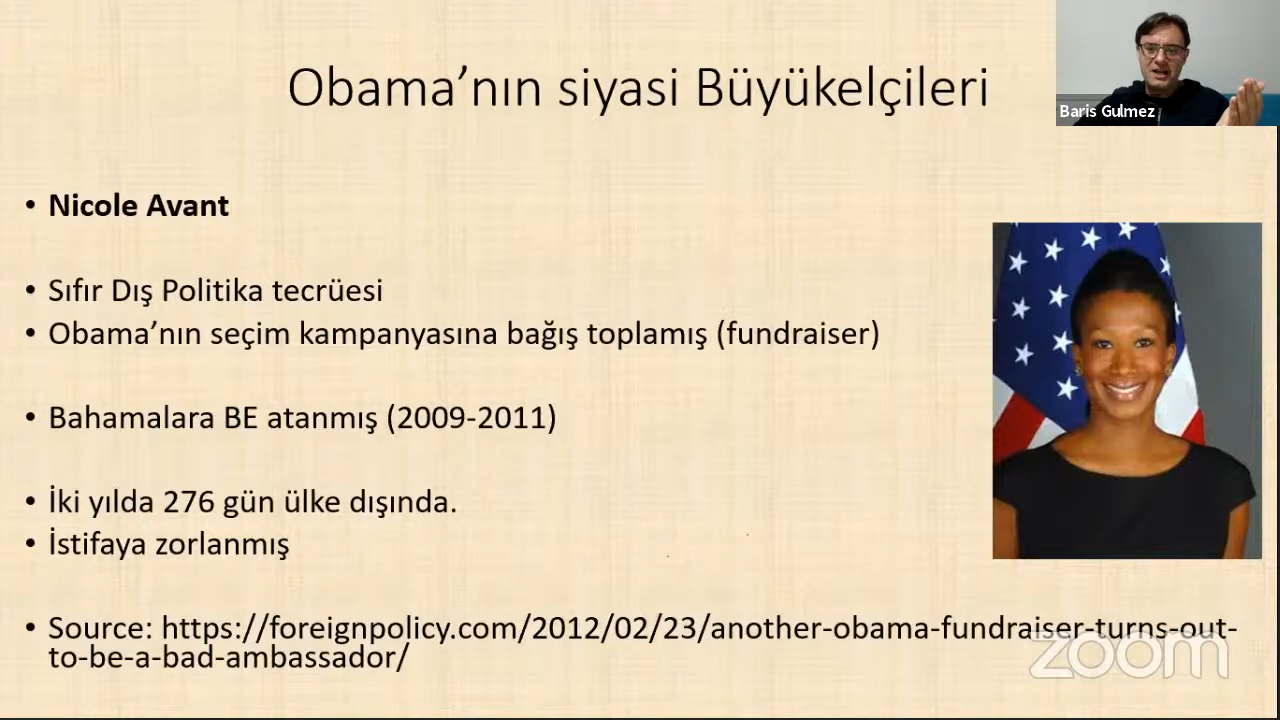 Obama’nın siyasi Büyükelçileri
Baris Gulmez
• Nicole Avant
• Sıfır Dış Politika tecrüesi
• Obama’nın seçim kampanyasına bağış toplamış (fundraiser)
• Bahamalara BE atanmış (2009-2011)
• İki yılda 276 gün ülke dışında.
• İstifaya zorlanmış
• Source: https://foreignpolicy.com/2012/02/23/another-obama-fundraiser-turns-out-
to-be-a-bad-ambassador/
zoom